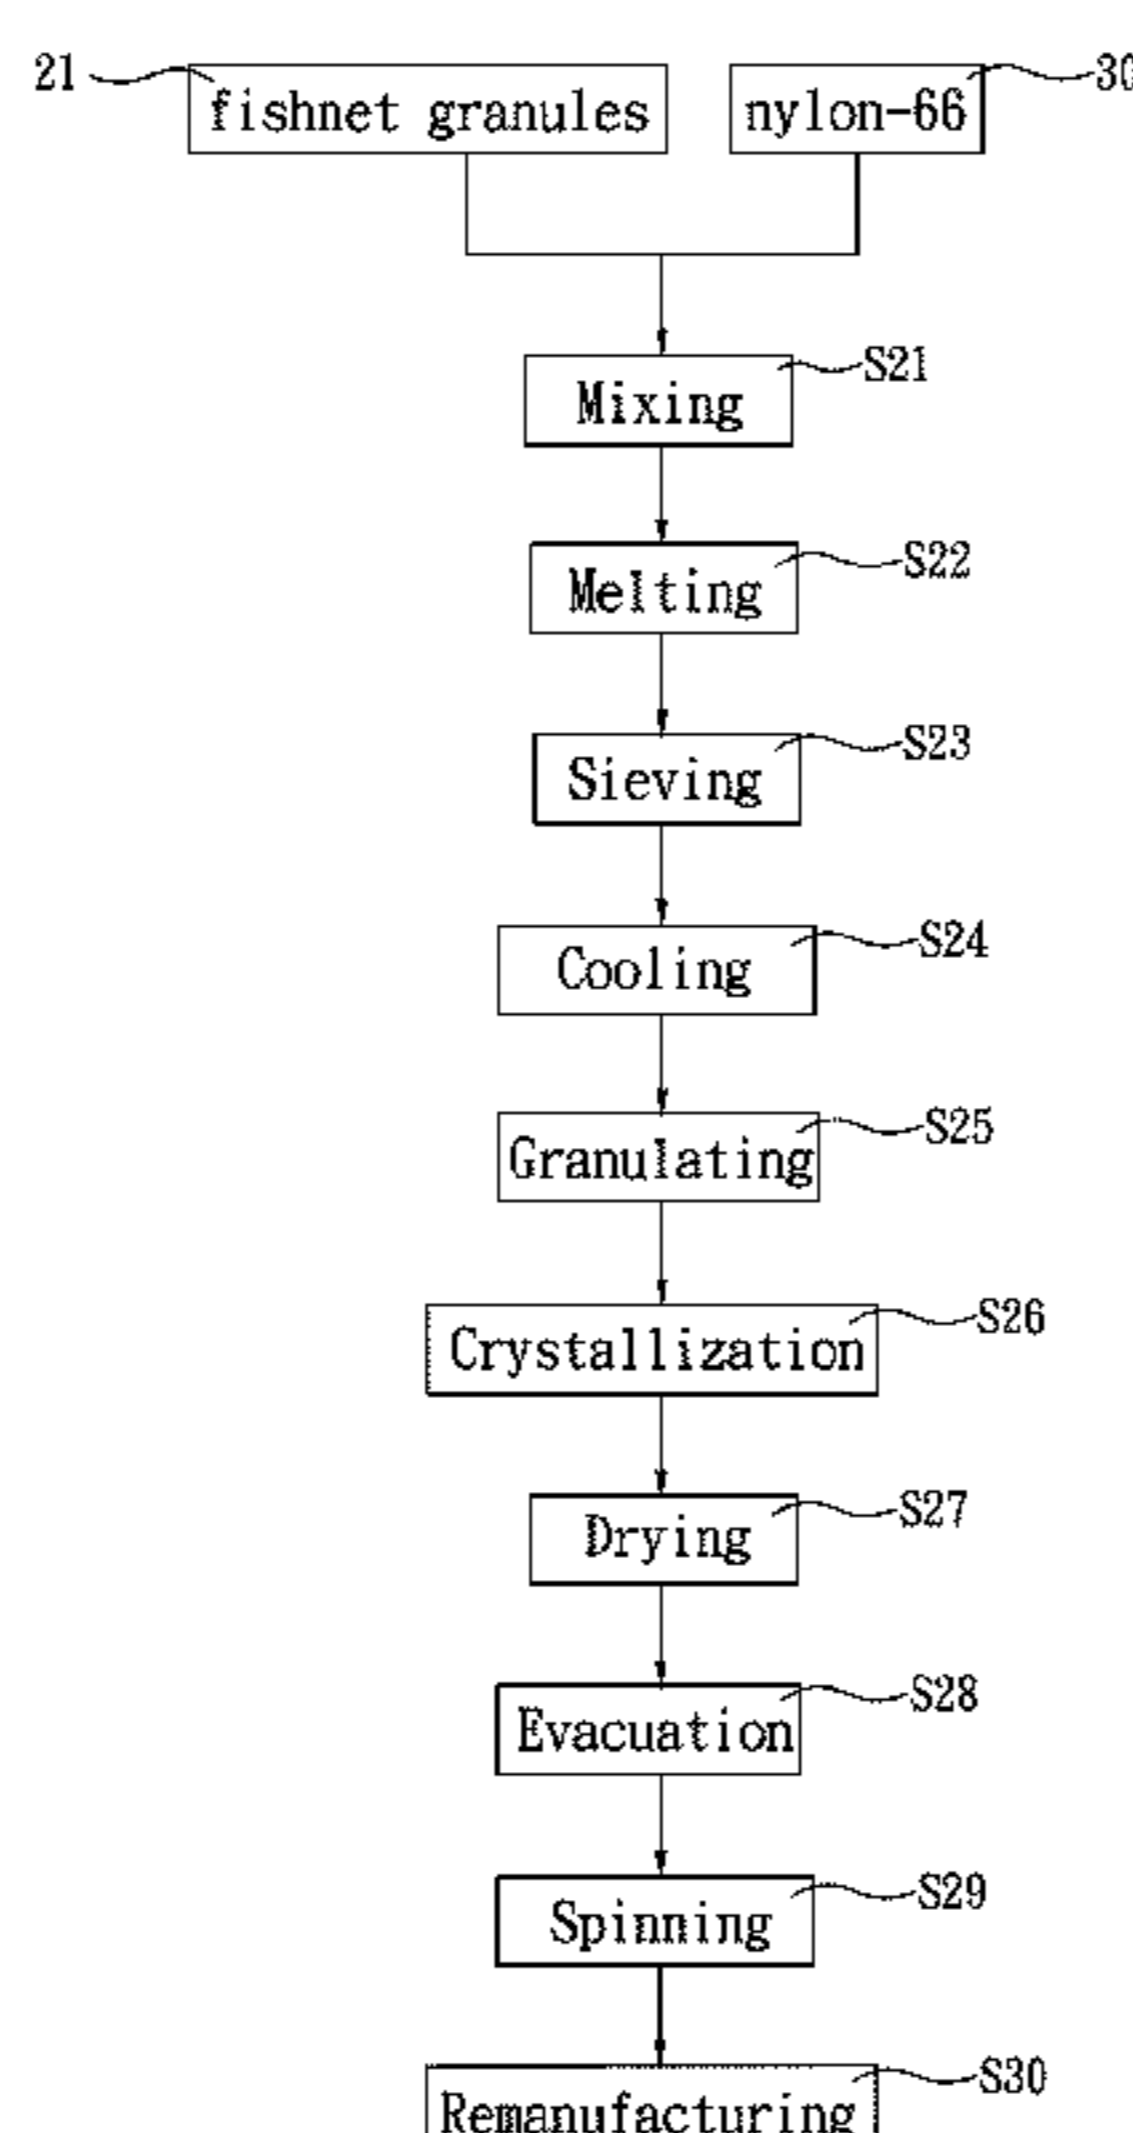 21
fishnet granules
nylon-66
30
Mixing
S21
Melting
S22
Sieving
S23
Cooling
S24
Granulating
S25
Crystallization
S26
Drying
S27
Evacuation
S28
Spinning
S29
Remanufacturing
S30